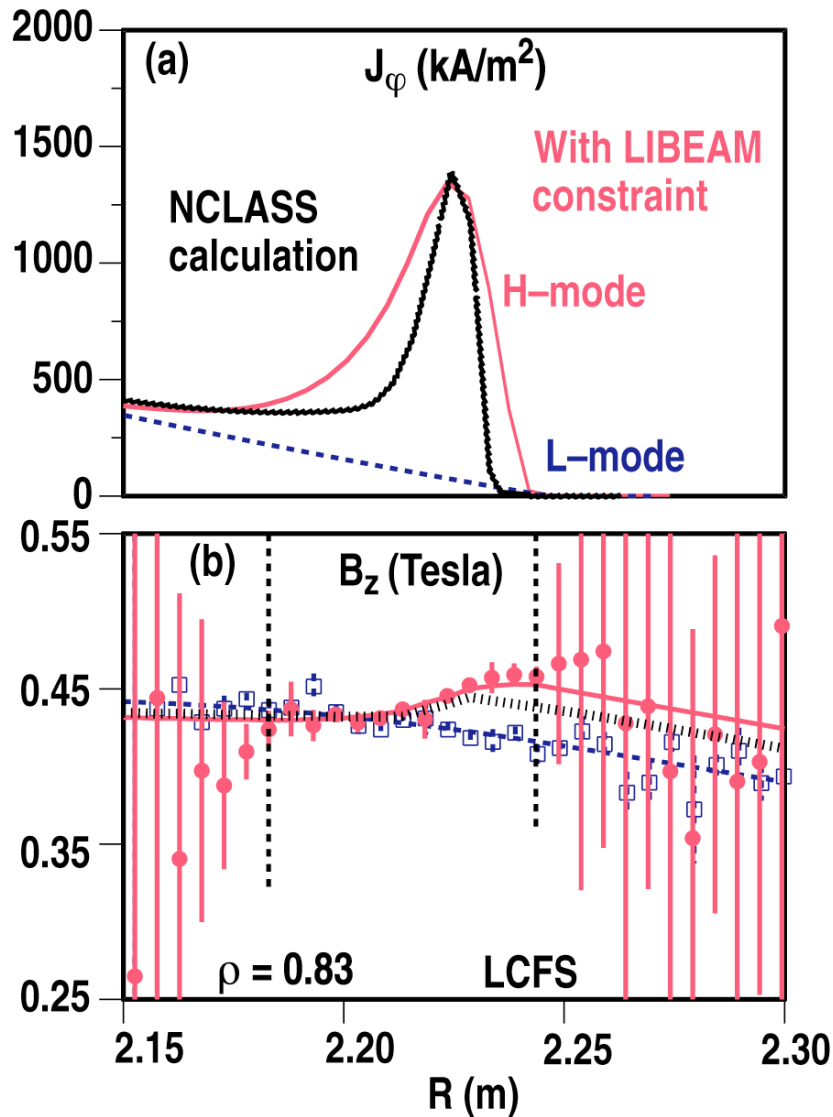 2000
(a)
Jφ (kA/m²)
1500
With LIBEAM
constraint
NCLASS
calculation
1000
H–mode
500
L–mode
0
0.55
(b)
Bz (Tesla)
0.45
0.35
ρ = 0.83
LCFS
0.25
2.15
2.20
2.25
2.30
R (m)